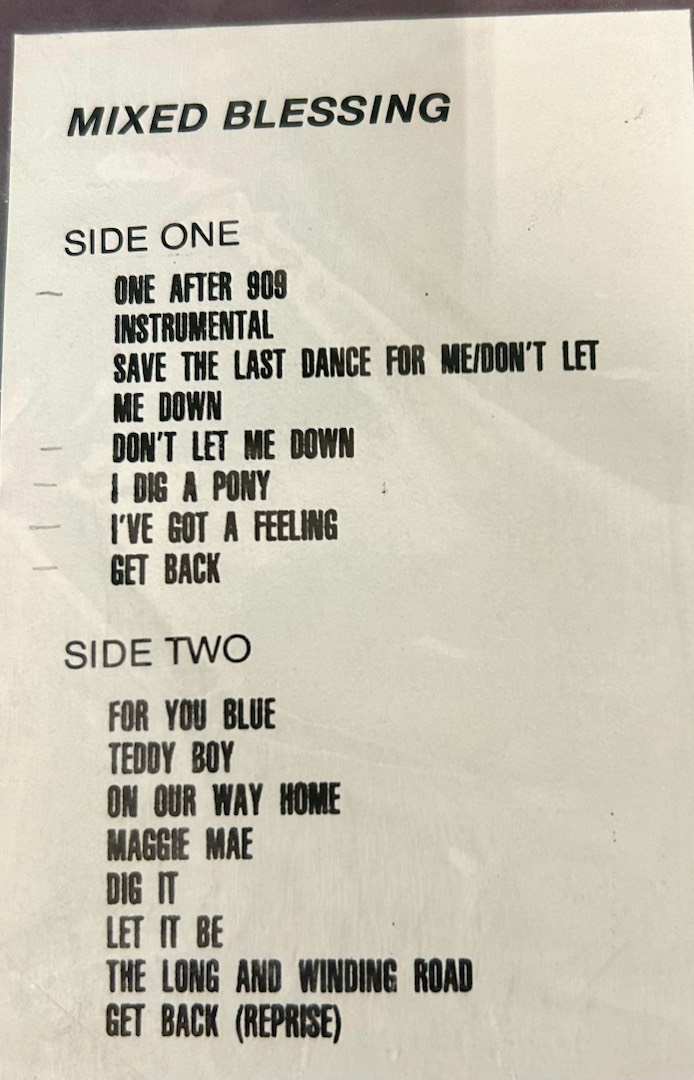 MIXED BLESSING
SIDE ONE
ONE AFTER 909
INSTRUMENTAL
SAVE THE LAST DANCE FOR ME/DON'T LET
ME DOWN
DON'T LET ME DOWN
I DIG A PONY
I'VE GOT A FEELING
GET BACK
SIDE TWO
FOR YOU BLUE
TEDDY BOY
ON OUR WAY HOME
MAGGIE MAE
DIG IT
LET IT BE
THE LONG AND WINDING ROAD
GET BACK (REPRISE)